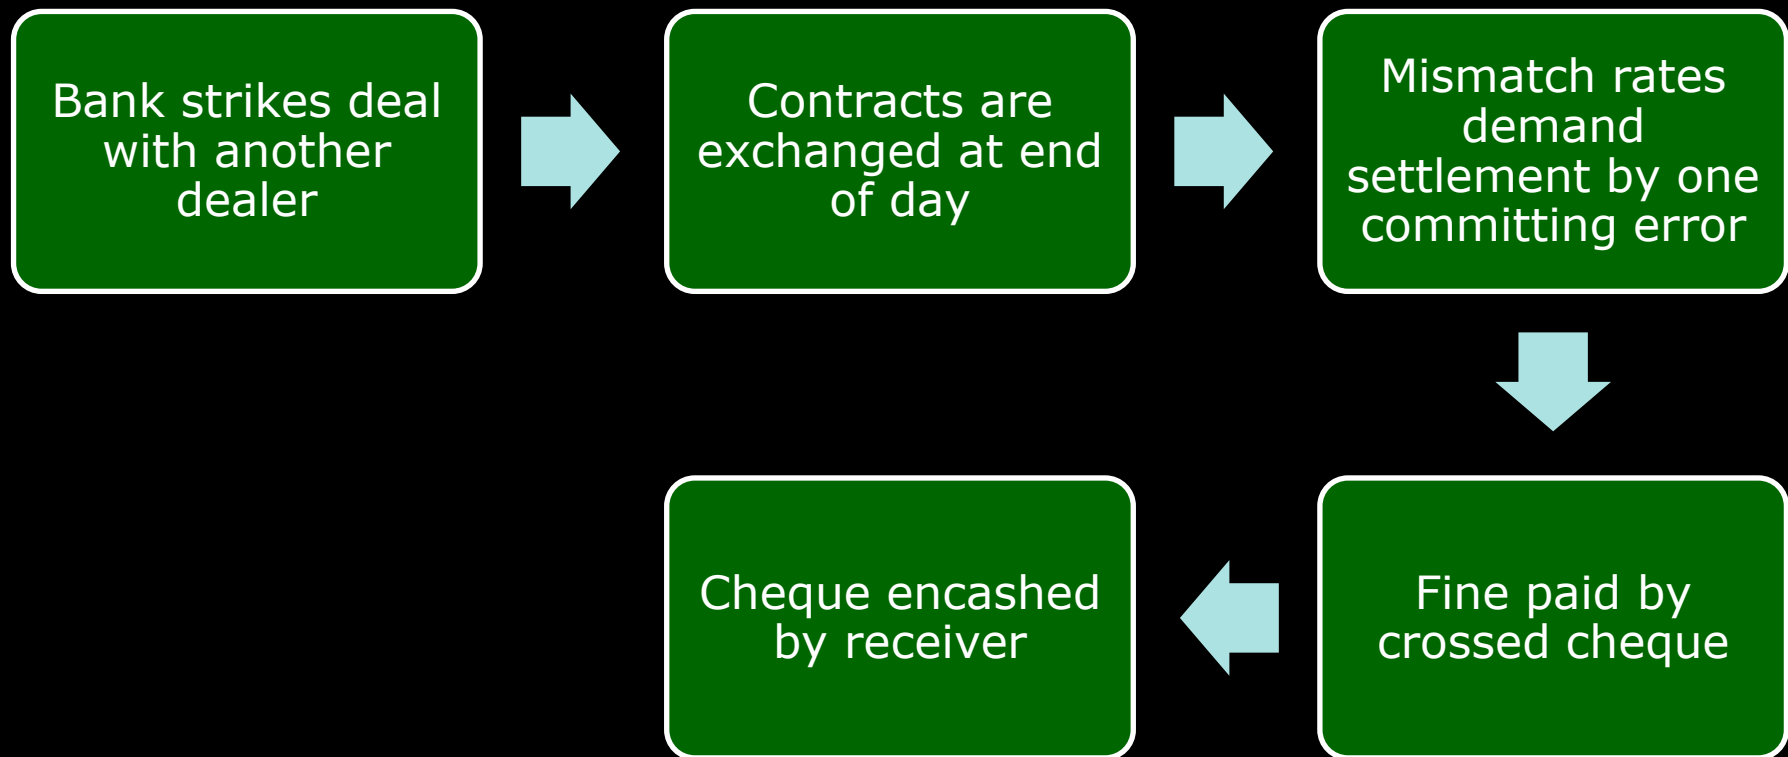 Bank strikes deal
with another
dealer
Contracts are
exchanged at end
of day
Mismatch rates
demand
settlement by one
committing error
Fine paid by
crossed cheque
Cheque encashed
by receiver